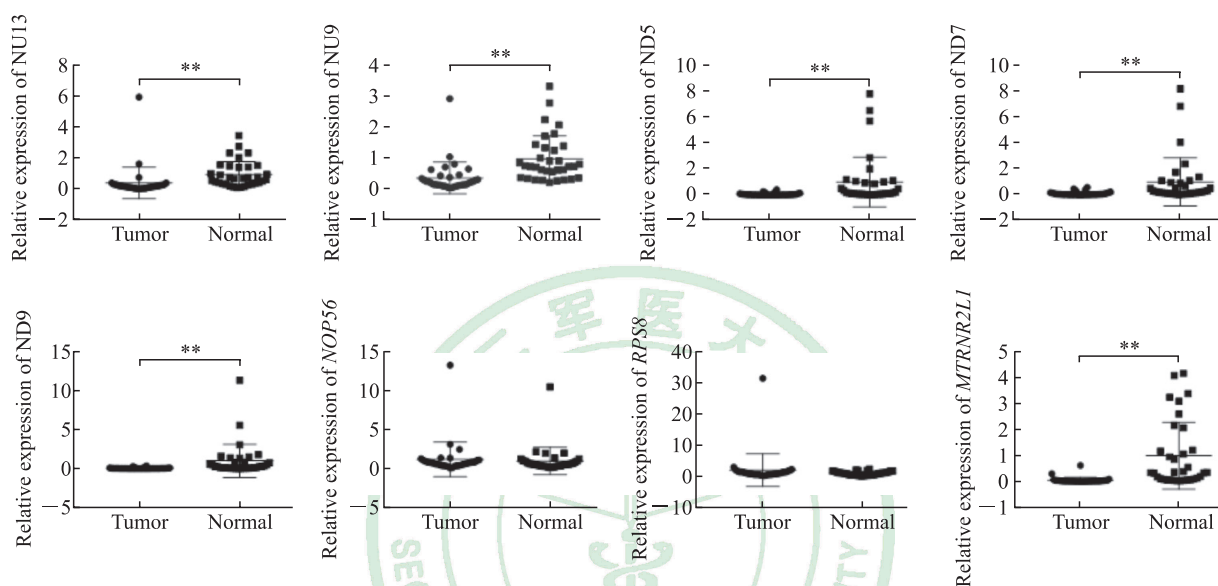 Relative expression of NU13
8
6
4
2
0
−2
**
Tumor Normal
Relative expression of NU9
4
3
2
1
0
−1
**
Tumor Normal
Relative expression of ND5
10
8
6
4
2
0
−2
**
Tumor Normal
Relative expression of ND7
10
8
6
4
2
0
−2
**
Tumor Normal
Relative expression of ND9
15
10
5
0
−5
**
Tumor Normal
Relative expression of NOP56
15
10
5
0
−5
Tumor Normal
Relative expression of RPS8
40
30
20
10
0
−10
Tumor Normal
Relative expression of MTRNR2L1
5
4
3
2
1
0
−1
**
Tumor Normal
军医大
SE
ITY